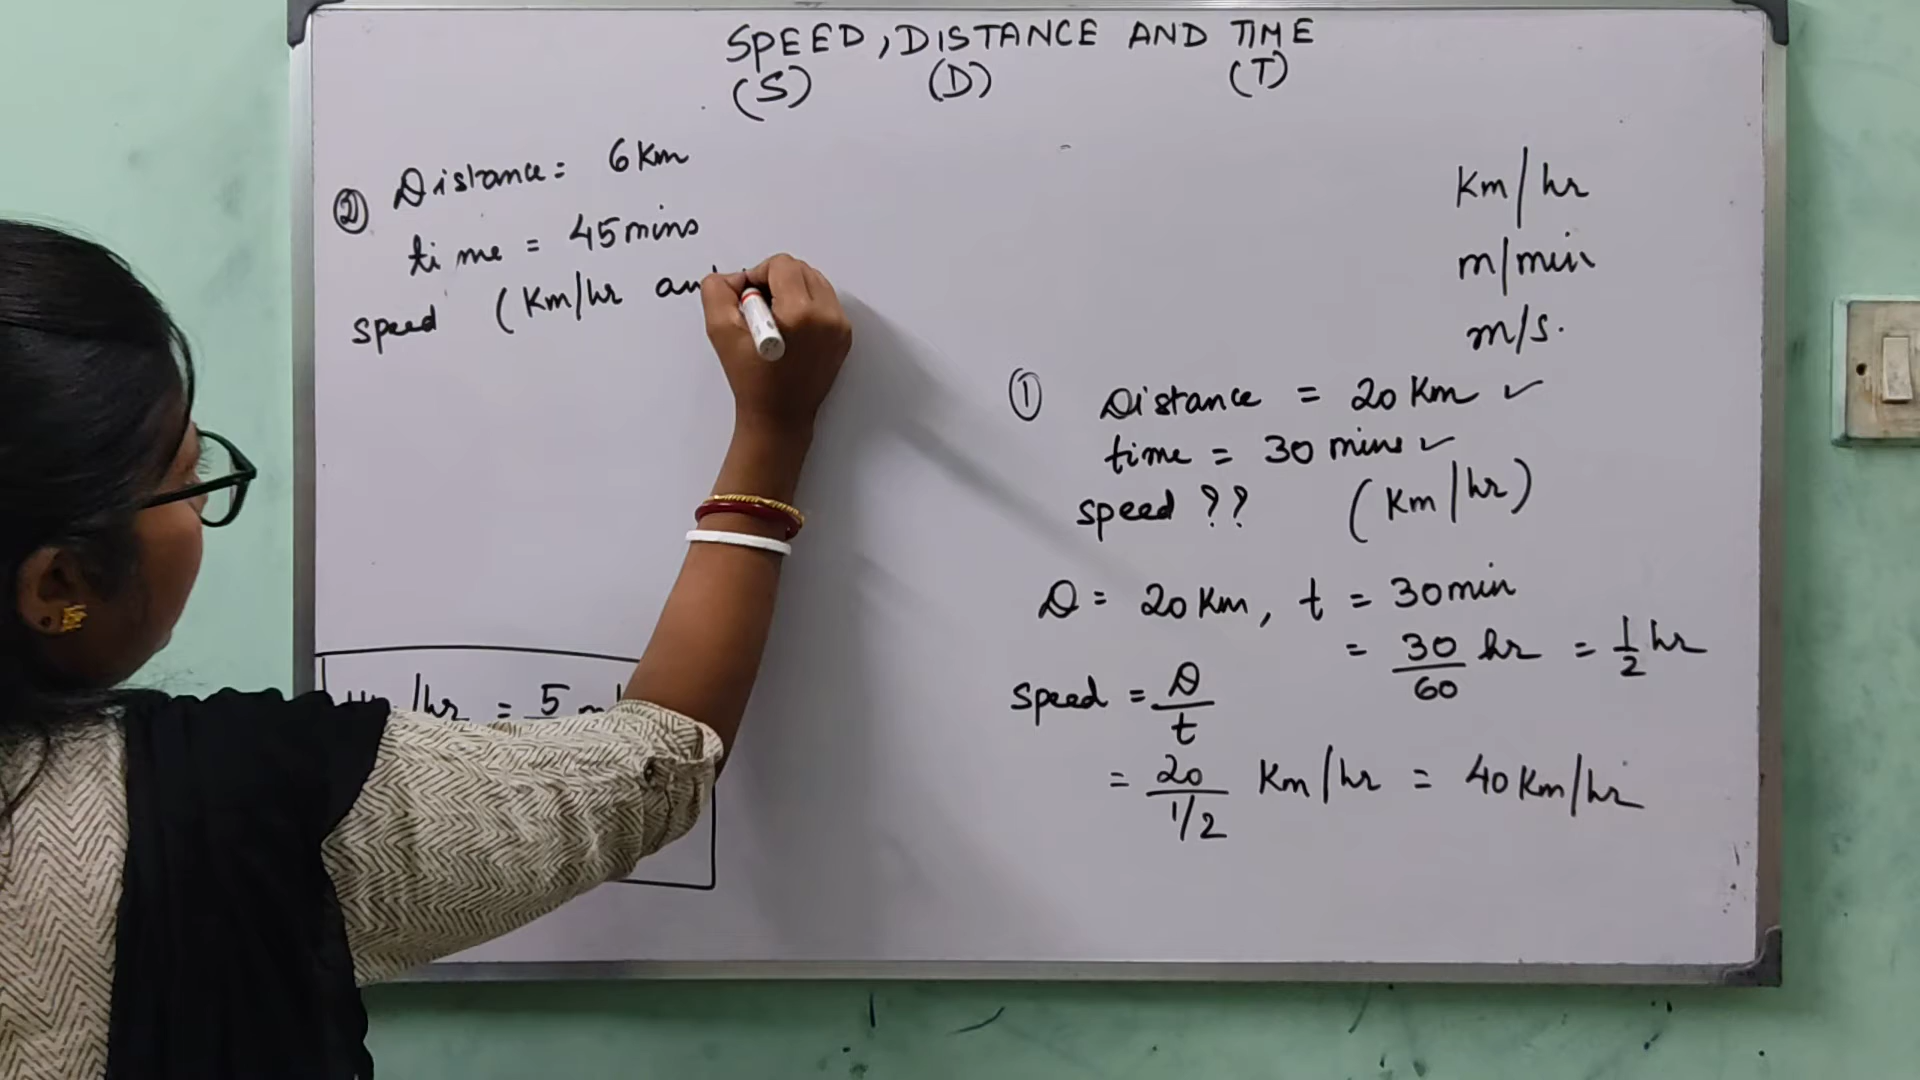 SPEED, DISTANCE AND TIME
(S) (D) (T)
② Distance = 6 Km
time = 45 mins
speed (Km/hr
/hr = 5
Km/hr
m/min
m/s.
① Distance = 20 Km ✓
time = 30 mins ✓
speed ?? (Km/hr)
D = 20 Km, t = 30 min
= 30/60 hr = 1/2 hr
Speed = D/t
= 20/1/2 Km/hr = 40 Km/hr